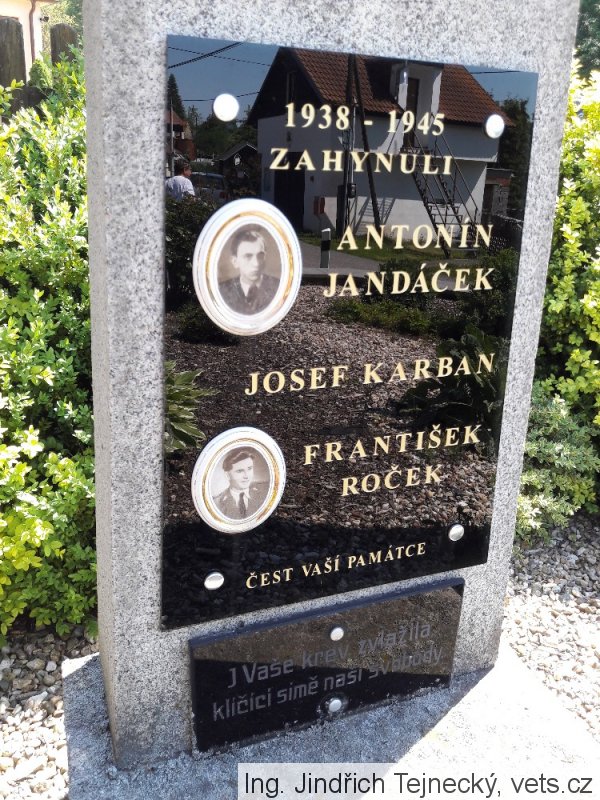 1938 - 1945
ZAHYNULI
ANTONÍN
JANDÁČEK
JOSEF KARBAN
FRANTIŠEK
ROČEK
ČEST VAŠÍ PAMÁTCE
I Vaše krev zvlažila
klíčící símě naší svobody
Ing. Jindřich Tejnecký, vets.cz